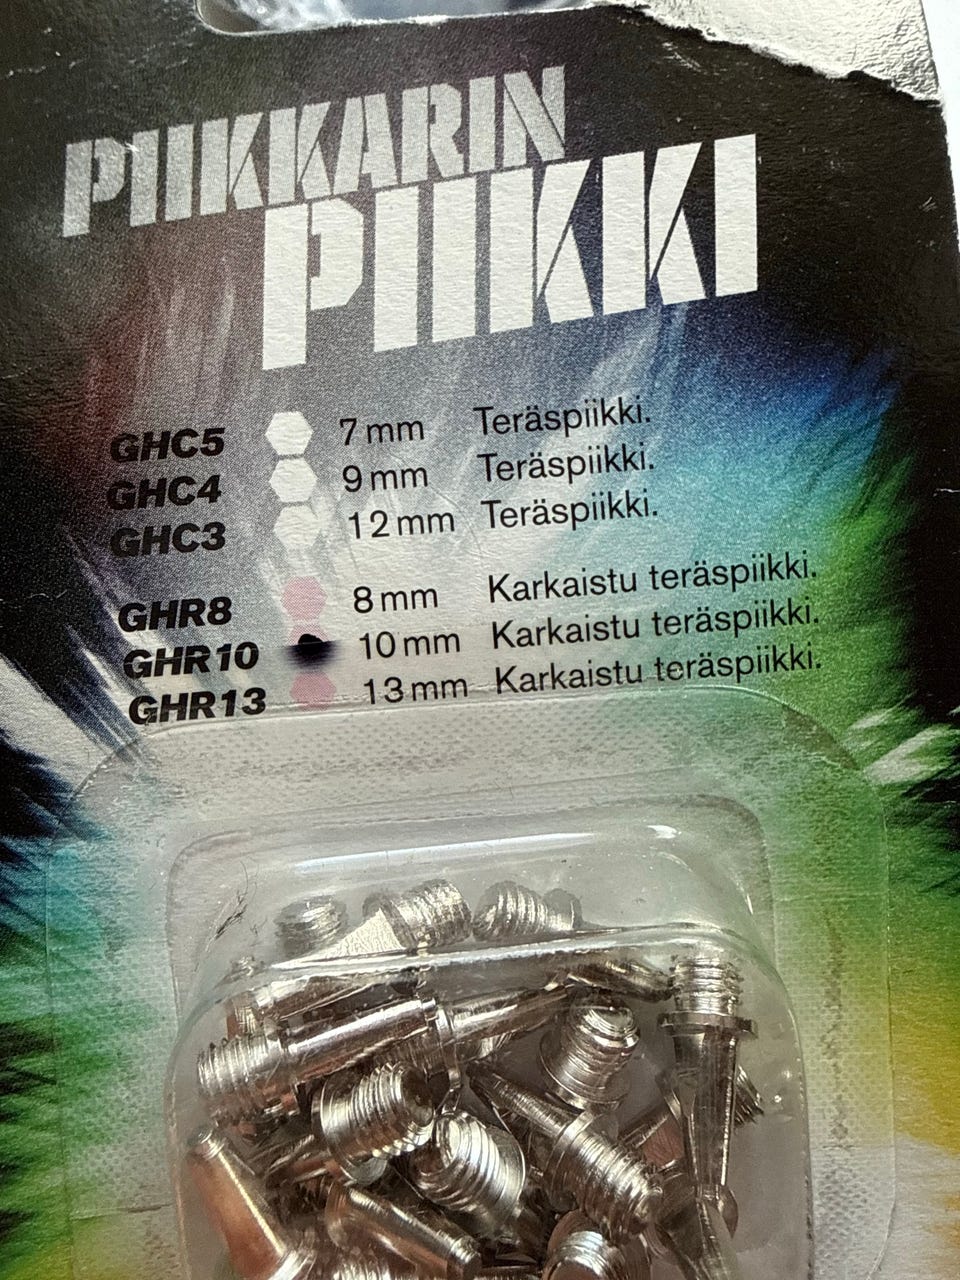 PIIKKARIN
PIIKKI
GHC5 7 mm Teräspiikki.
GHC4 9 mm Teräspiikki.
GHC3 12 mm Teräspiikki.
GHR8 8 mm Karkaistu teräspiikki.
GHR10 10 mm Karkaistu teräspiikki.
GHR13 13 mm Karkaistu teräspiikki.